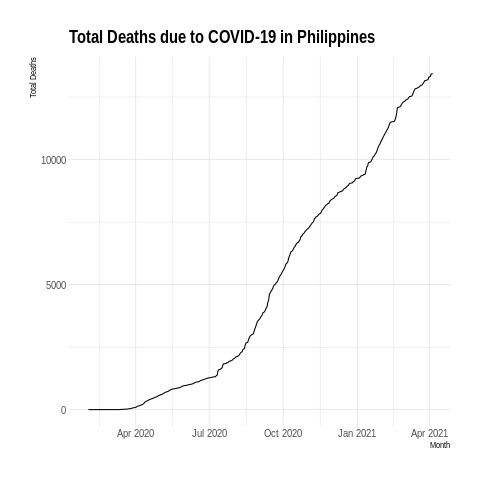 Total Deaths due to COVID-19 in Philippines
Total Deaths
10000
5000
0
Apr 2020 Jul 2020 Oct 2020 Jan 2021 Apr 2021
Month